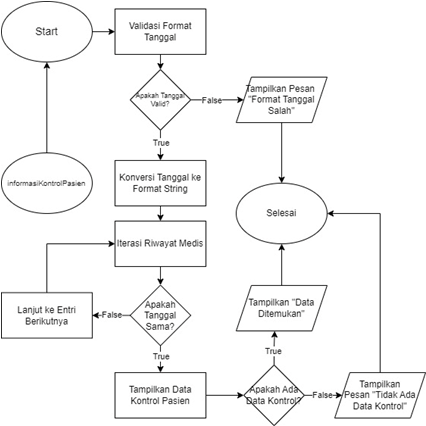 Start
Validasi Format
Tanggal
Apakah Tanggal
Valid?
False
Tampilkan Pesan
"Format Tanggal
Salah"
True
informasiKontrolPasien
Konversi Tanggal ke
Format String
Selesai
Iterasi Riwayat Medis
Lanjut ke Entri
Berikutnya
False
Apakah
Tanggal
Sama?
Tampilkan "Data
Ditemukan"
True
True
Tampilkan Data
Kontrol Pasien
Apakah Ada
Data Kontrol?
False
Tampilkan
Pesan "Tidak Ada
Data Kontrol"